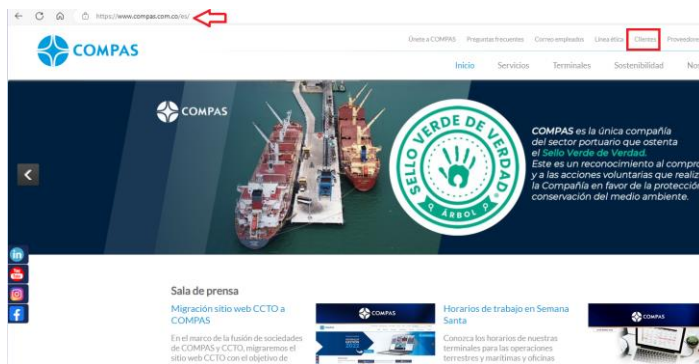 https://www.compas.com.co/es/
COMPAS
Únete a COMPAS Preguntas frecuentes Correo empleados Línea ética Clientes Proveedores
Inicio Servicios Terminales Sostenibilidad Nos
COMPAS
SELLO VERDE DE VERDAD
ÁRBOL
COMPAS es la única compañía
del sector portuario que ostenta
el Sello Verde de Verdad.
Este es un reconocimiento al compro
y a las acciones voluntarias que realiz
la Compañía en favor de la protección
conservación del medio ambiente.
Sala de prensa
Migración sitio web CCTO a
COMPAS
En el marco de la fusión de sociedades
de COMPAS y CCTO, migraremos el
sitio web CCTO con el objetivo de
COMPAS
Horarios de trabajo en Semana
Santa
Conozca los horarios de nuestras
terminales para las operaciones
terrestres y marítimas y oficinas
COMPAS